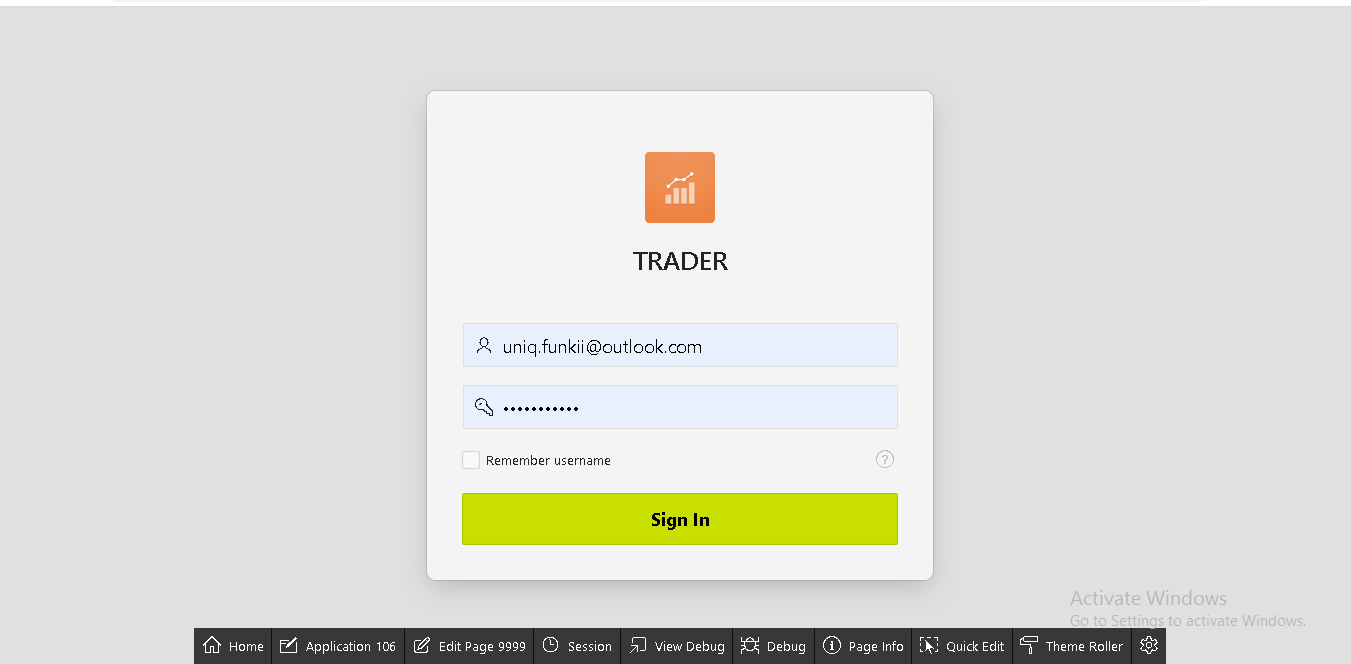 TRADER
uniq.funkii@outlook.com
•••••••••••
Remember username
?
Sign In
Activate Windows
Go to Settings to activate Windows.
Home Application 106 Edit Page 9999 Session View Debug Debug Page Info Quick Edit Theme Roller